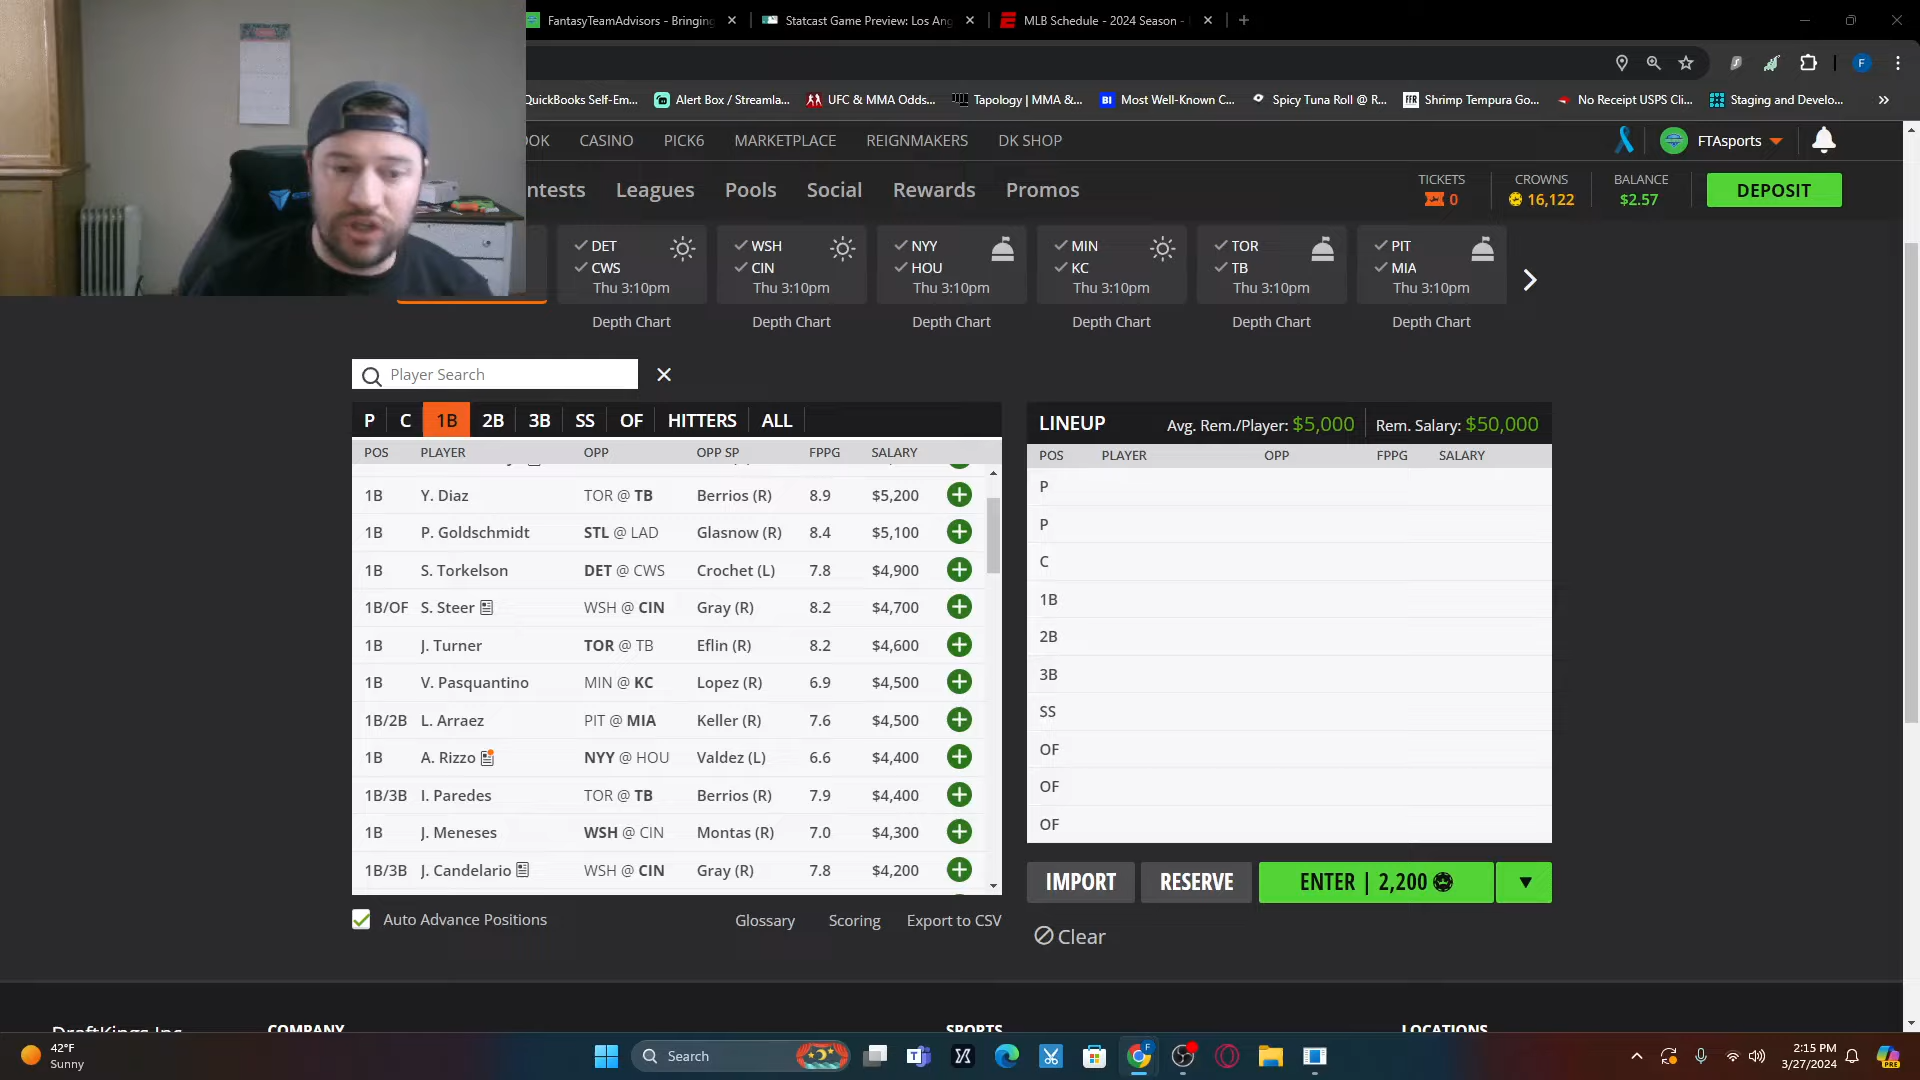 FantasyTeamAdvisors - Bringing
Statcast Game Preview: Los Ang
MLB Schedule - 2024 Season -
F
QuickBooks Self-Em...
Alert Box / Streamla...
UFC & MMA Odds...
Tapology | MMA &...
BI Most Well-Known C...
Spicy Tuna Roll @ R...
FFR Shrimp Tempura Go...
No Receipt USPS Cli...
Staging and Develo...
OOK CASINO PICK6 MARKETPLACE REIGNMAKERS DK SHOP FTAsports
ntests Leagues Pools Social Rewards Promos
TICKETS 0
CROWNS 16,122
BALANCE $2.57
DEPOSIT
DET
CWS
Thu 3:10pm
Depth Chart
WSH
CIN
Thu 3:10pm
Depth Chart
NYY
HOU
Thu 3:10pm
Depth Chart
MIN
KC
Thu 3:10pm
Depth Chart
TOR
TB
Thu 3:10pm
Depth Chart
PIT
MIA
Thu 3:10pm
Depth Chart
Player Search
P C 1B 2B 3B SS OF HITTERS ALL
POS PLAYER OPP OPP SP FPPG SALARY
1B Y. Diaz TOR @ TB Berrios (R) 8.9 $5,200
1B P. Goldschmidt STL @ LAD Glasnow (R) 8.4 $5,100
1B S. Torkelson DET @ CWS Crochet (L) 7.8 $4,900
1B/OF S. Steer WSH @ CIN Gray (R) 8.2 $4,700
1B J. Turner TOR @ TB Eflin (R) 8.2 $4,600
1B V. Pasquantino MIN @ KC Lopez (R) 6.9 $4,500
1B/2B L. Arraez PIT @ MIA Keller (R) 7.6 $4,500
1B A. Rizzo NYY @ HOU Valdez (L) 6.6 $4,400
1B/3B I. Paredes TOR @ TB Berrios (R) 7.9 $4,400
1B J. Meneses WSH @ CIN Montas (R) 7.0 $4,300
1B/3B J. Candelario WSH @ CIN Gray (R) 7.8 $4,200
Auto Advance Positions
Glossary Scoring Export to CSV
LINEUP Avg. Rem./Player: $5,000 Rem. Salary: $50,000
POS PLAYER OPP FPPG SALARY
P
P
C
1B
2B
3B
SS
OF
OF
OF
IMPORT RESERVE ENTER | 2,200
Clear
DraftKings Inc COMPANY SPORTS LOCATIONS
42°F
Sunny
Search
F
2:15 PM
3/27/2024
PRE